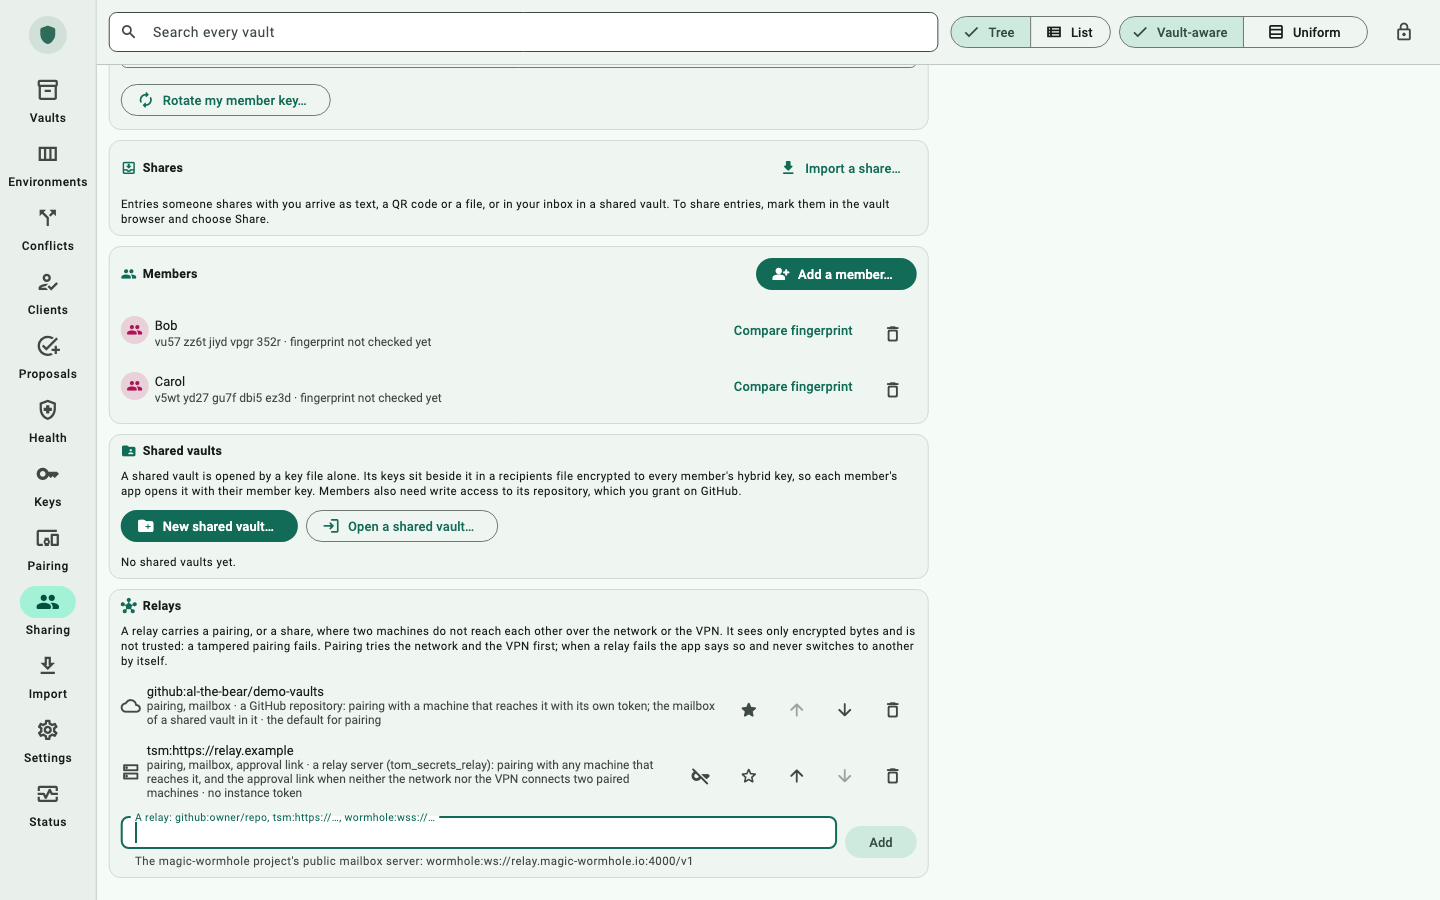 Search every vault
Tree
List
Vault-aware
Uniform
Vaults
Environments
Conflicts
Clients
Proposals
Health
Keys
Pairing
Sharing
Import
Settings
Status
Rotate my member key...
Shares
Import a share...
Entries someone shares with you arrive as text, a QR code or a file, or in your inbox in a shared vault. To share entries, mark them in the vault
browser and choose Share.
Members
Add a member...
Bob
vu57 zz6t jiyd vpgr 352r · fingerprint not checked yet
Compare fingerprint
Carol
v5wt yd27 gu7f dbi5 ez3d · fingerprint not checked yet
Compare fingerprint
Shared vaults
A shared vault is opened by a key file alone. Its keys sit beside it in a recipients file encrypted to every member's hybrid key, so each member's
app opens it with their member key. Members also need write access to its repository, which you grant on GitHub.
New shared vault...
Open a shared vault...
No shared vaults yet.
Relays
A relay carries a pairing, or a share, where two machines do not reach each other over the network or the VPN. It sees only encrypted bytes and is
not trusted: a tampered pairing fails. Pairing tries the network and the VPN first; when a relay fails the app says so and never switches to another
by itself.
github:al-the-bear/demo-vaults
pairing, mailbox · a GitHub repository: pairing with a machine that reaches it with its own token; the mailbox
of a shared vault in it · the default for pairing
tsm:https://relay.example
pairing, mailbox, approval link · a relay server (tom_secrets_relay): pairing with any machine that
reaches it, and the approval link when neither the network nor the VPN connects two paired
machines · no instance token
A relay: github:owner/repo, tsm:https://..., wormhole:wss://...
Add
The magic-wormhole project's public mailbox server: wormhole:ws://relay.magic-wormhole.io:4000/v1